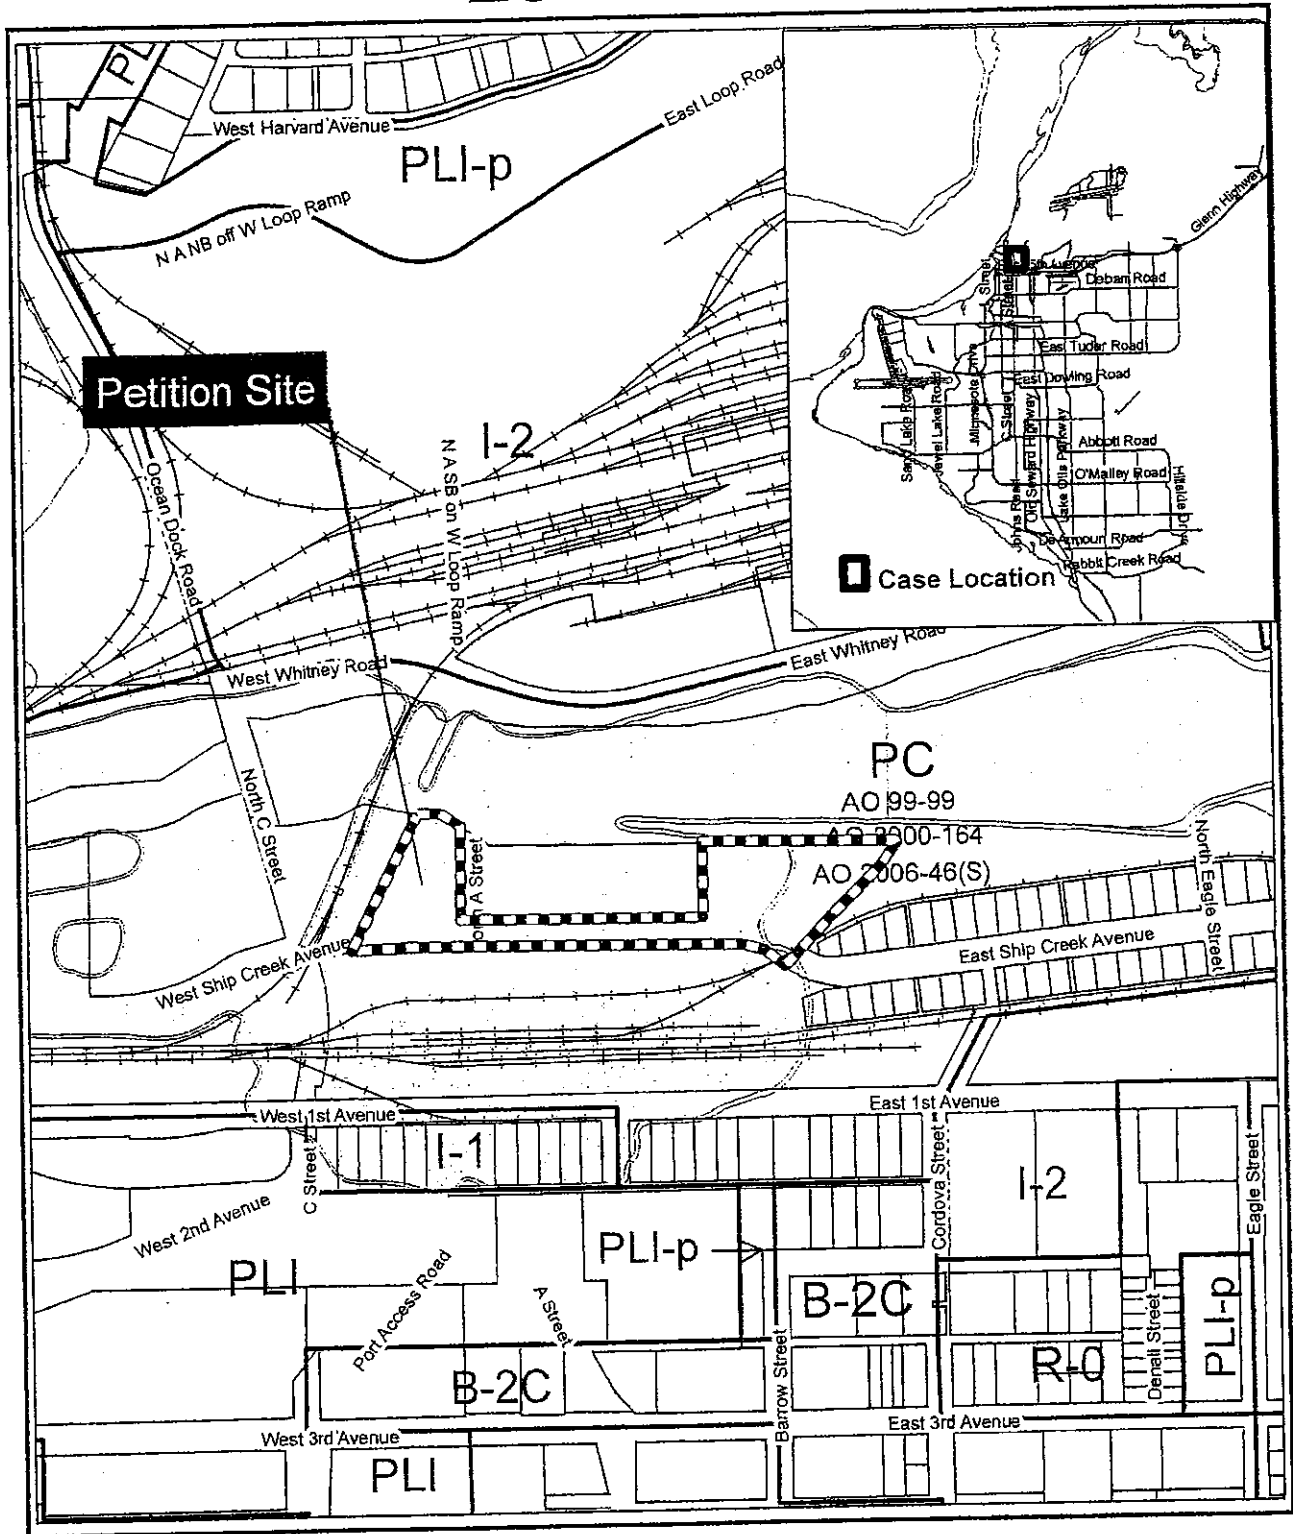 PLI
West Harvard Avenue
East Loop Road
PLI-p
N A NB off W Loop Ramp
Petition Site
I-2
N A SB on W Loop Ramp
Ocean Dock Road
West Whitney Road
East Whitney Road
Glenn Highway
Street
Debarr Road
East Tudor Road
East Dowling Road
Sand Lake Road
Jewel Lake Road
Minnesota Drive
C Street
Old Seward Highway
Lake Otis Parkway
Abbott Road
O'Malley Road
Hillside Drive
Johns Road
De Armoun Road
Rabbit Creek Road
Case Location
PC
AO 99-99
AO 2000-164
AO 2006-46(S)
North C Street
A Street
North Eagle Street
West Ship Creek Avenue
East Ship Creek Avenue
West 1st Avenue
East 1st Avenue
I-1
C Street
Cordova Street
I-2
Eagle Street
West 2nd Avenue
PLI
PLI-p
Port Access Road
A Street
B-2C
PLI-p
Denali Street
B-2C
Barrow Street
R-0
West 3rd Avenue
East 3rd Avenue
PLI